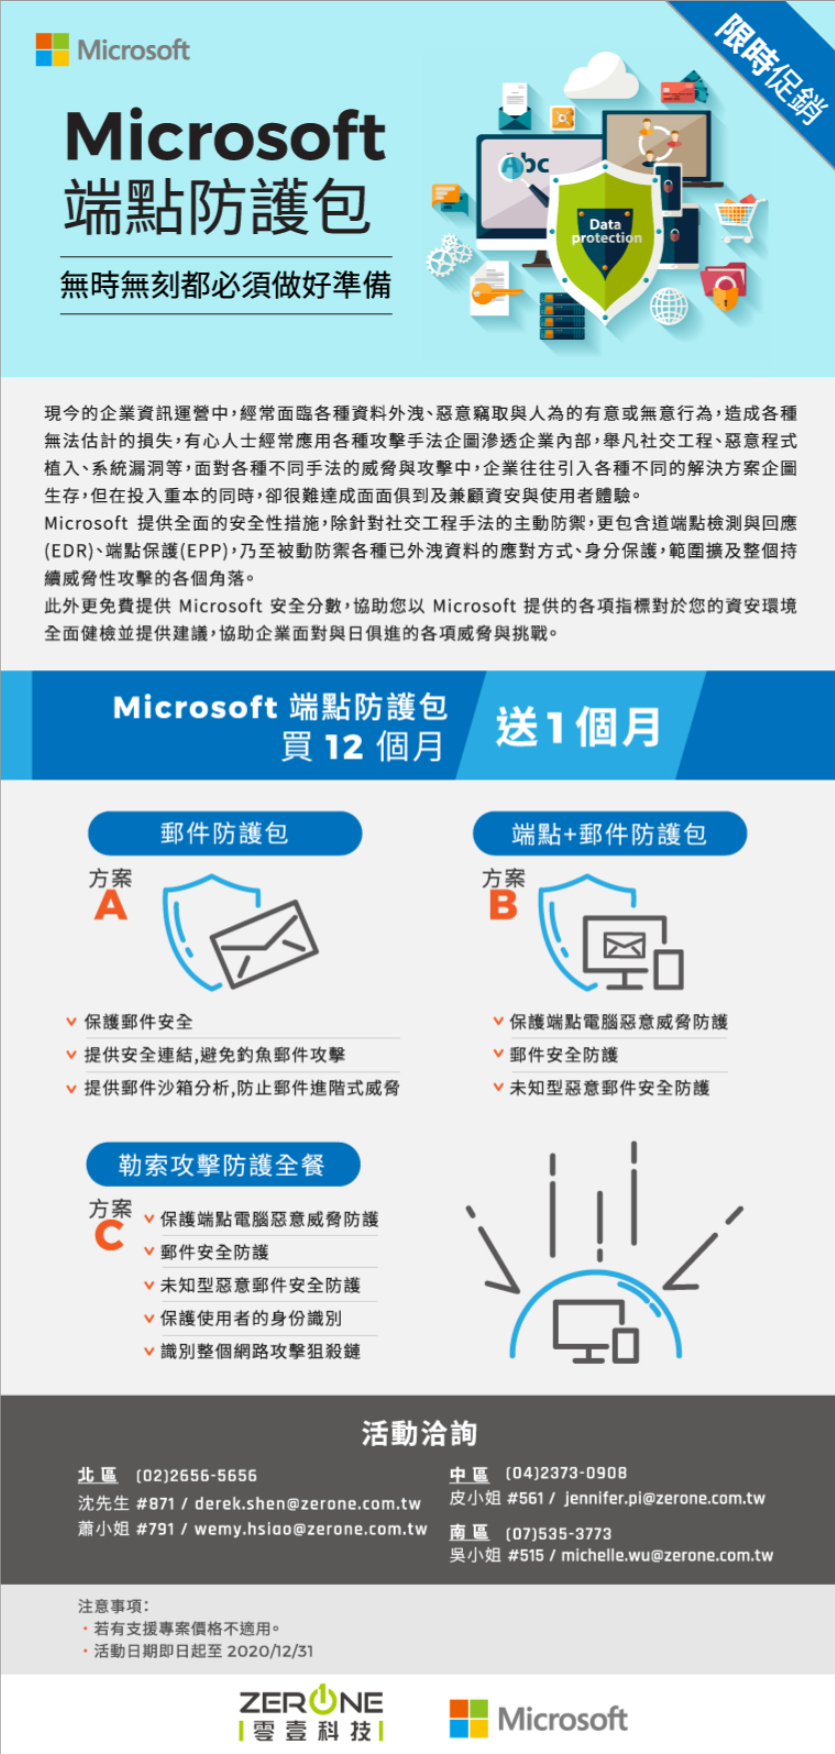 Microsoft
限時促銷
Microsoft
端點防護包
無時無刻都必須做好準備
Abc
Data
protection
現今的企業資訊運營中，經常面臨各種資料外洩、惡意竊取與人為的有意或無意行為，造成各種
無法估計的損失，有心人士經常應用各種攻擊手法企圖滲透企業內部，舉凡社交工程、惡意程式
植入、系統漏洞等，面對各種不同手法的威脅與攻擊中，企業往往引入各種不同的解決方案企圖
生存，但在投入重本的同時，卻很難達成面面俱到及兼顧資安與使用者體驗。
Microsoft 提供全面的安全性措施，除針對社交工程手法的主動防禦，更包含道端點檢測與回應
(EDR)、端點保護(EPP)，乃至被動防禦各種已外洩資料的應對方式、身分保護，範圍擴及整個持
續威脅性攻擊的各個角落。
此外更免費提供 Microsoft 安全分數，協助您以 Microsoft 提供的各項指標對於您的資安環境
全面健檢並提供建議，協助企業面對與日俱進的各項威脅與挑戰。
Microsoft 端點防護包
買 12 個月
送1個月
郵件防護包
方案
A
保護郵件安全
提供安全連結,避免釣魚郵件攻擊
提供郵件沙箱分析,防止郵件進階式威脅
端點+郵件防護包
方案
B
保護端點電腦惡意威脅防護
郵件安全防護
未知型惡意郵件安全防護
勒索攻擊防護全餐
方案
C
保護端點電腦惡意威脅防護
郵件安全防護
未知型惡意郵件安全防護
保護使用者的身份識別
識別整個網路攻擊狙殺鏈
活動洽詢
北區 (02)2656-5656
沈先生 #871 / derek.shen@zerone.com.tw
蕭小姐 #791 / wemy.hsiao@zerone.com.tw
中區 (04)2373-0908
皮小姐 #561 / jennifer.pi@zerone.com.tw
南區 (07)535-3773
吳小姐 #515 / michelle.wu@zerone.com.tw
注意事項:
・若有支援專案價格不適用。
・活動日期即日起至 2020/12/31
ZERONE
零壹科技
Microsoft